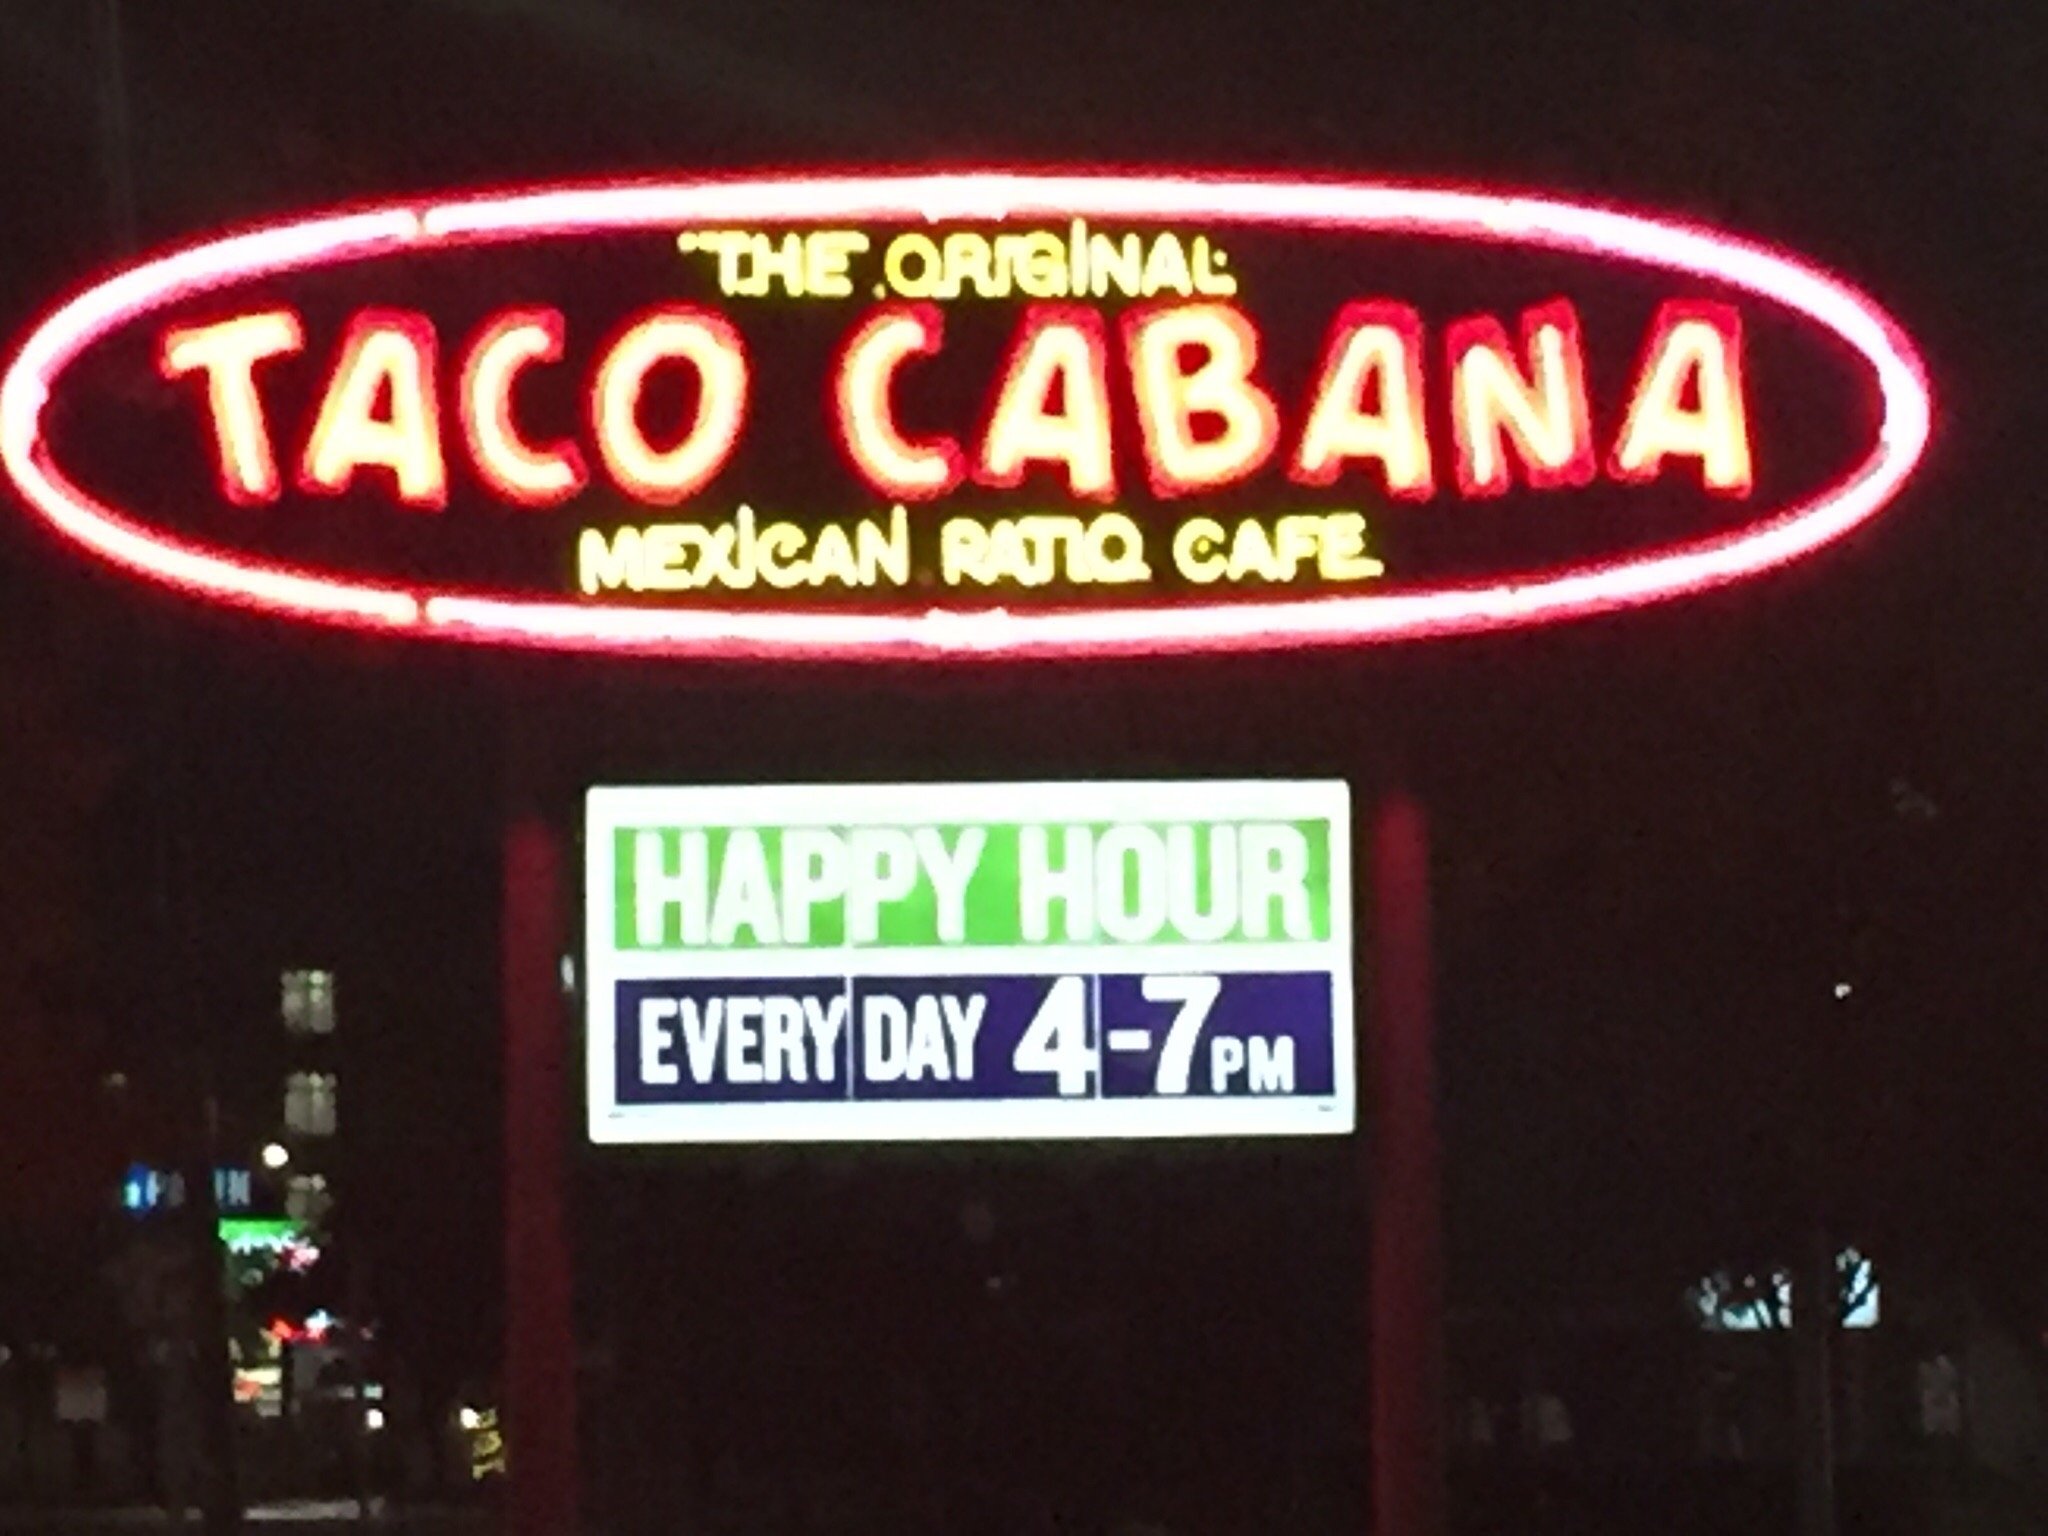 "THE ORIGINAL"
TACO CABANA
MEXICAN PATIO CAFE
HAPPY HOUR
EVERY DAY 4-7PM